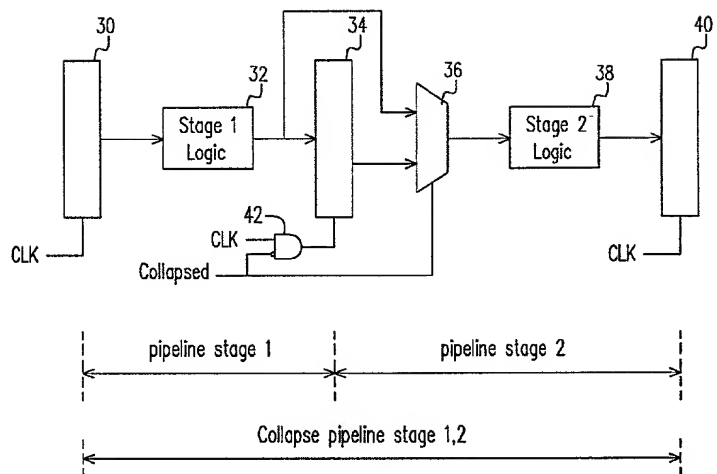 30
32
34
36
38
40
Stage 1
Logic
Stage 2
Logic
42
CLK
CLK
CLK
Collapsed
pipeline stage 1
pipeline stage 2
Collapse pipeline stage 1,2